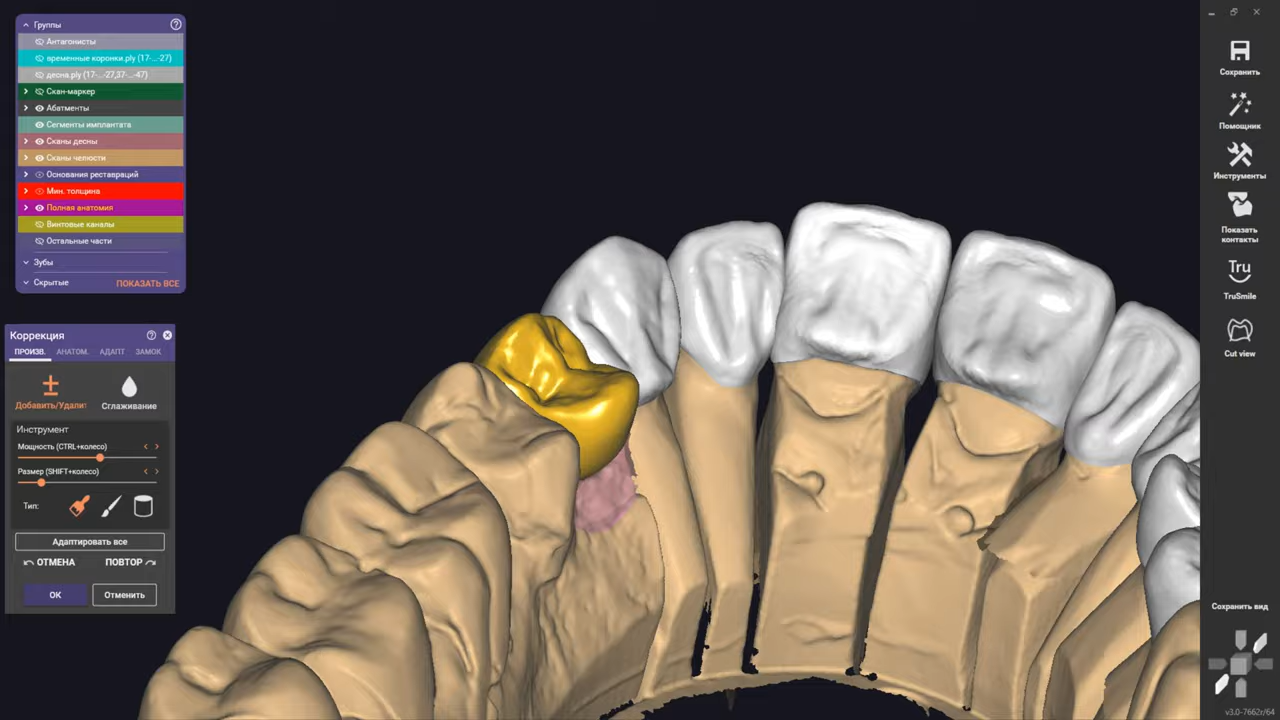 Группы
Антагонисты
временные коронки.ply (17-...-27)
десна.ply (17-...-27,37-...-47)
Скан-маркер
Абатменты
Сегменты имплантата
Сканы десны
Сканы челюсти
Основания реставраций
Мин. толщина
Полная анатомия
Винтовые каналы
Остальные части
Зубы
Скрытые
ПОКАЗАТЬ ВСЕ
Коррекция
ПРОИЗВ.
АНАТОМ.
АДАПТ
ЗАМОК
Добавить/Удалит
Сглаживание
Инструмент
Мощность (CTRL+колесо)
Размер (SHIFT+колесо)
Тип:
Адаптировать все
ОТМЕНА
ПОВТОР
ОК
Отменить
Сохранить
Помощник
Инструменты
Показать
контакты
Tru
TruSmile
Cut view
Сохранить вид
v3.0-7662r/64